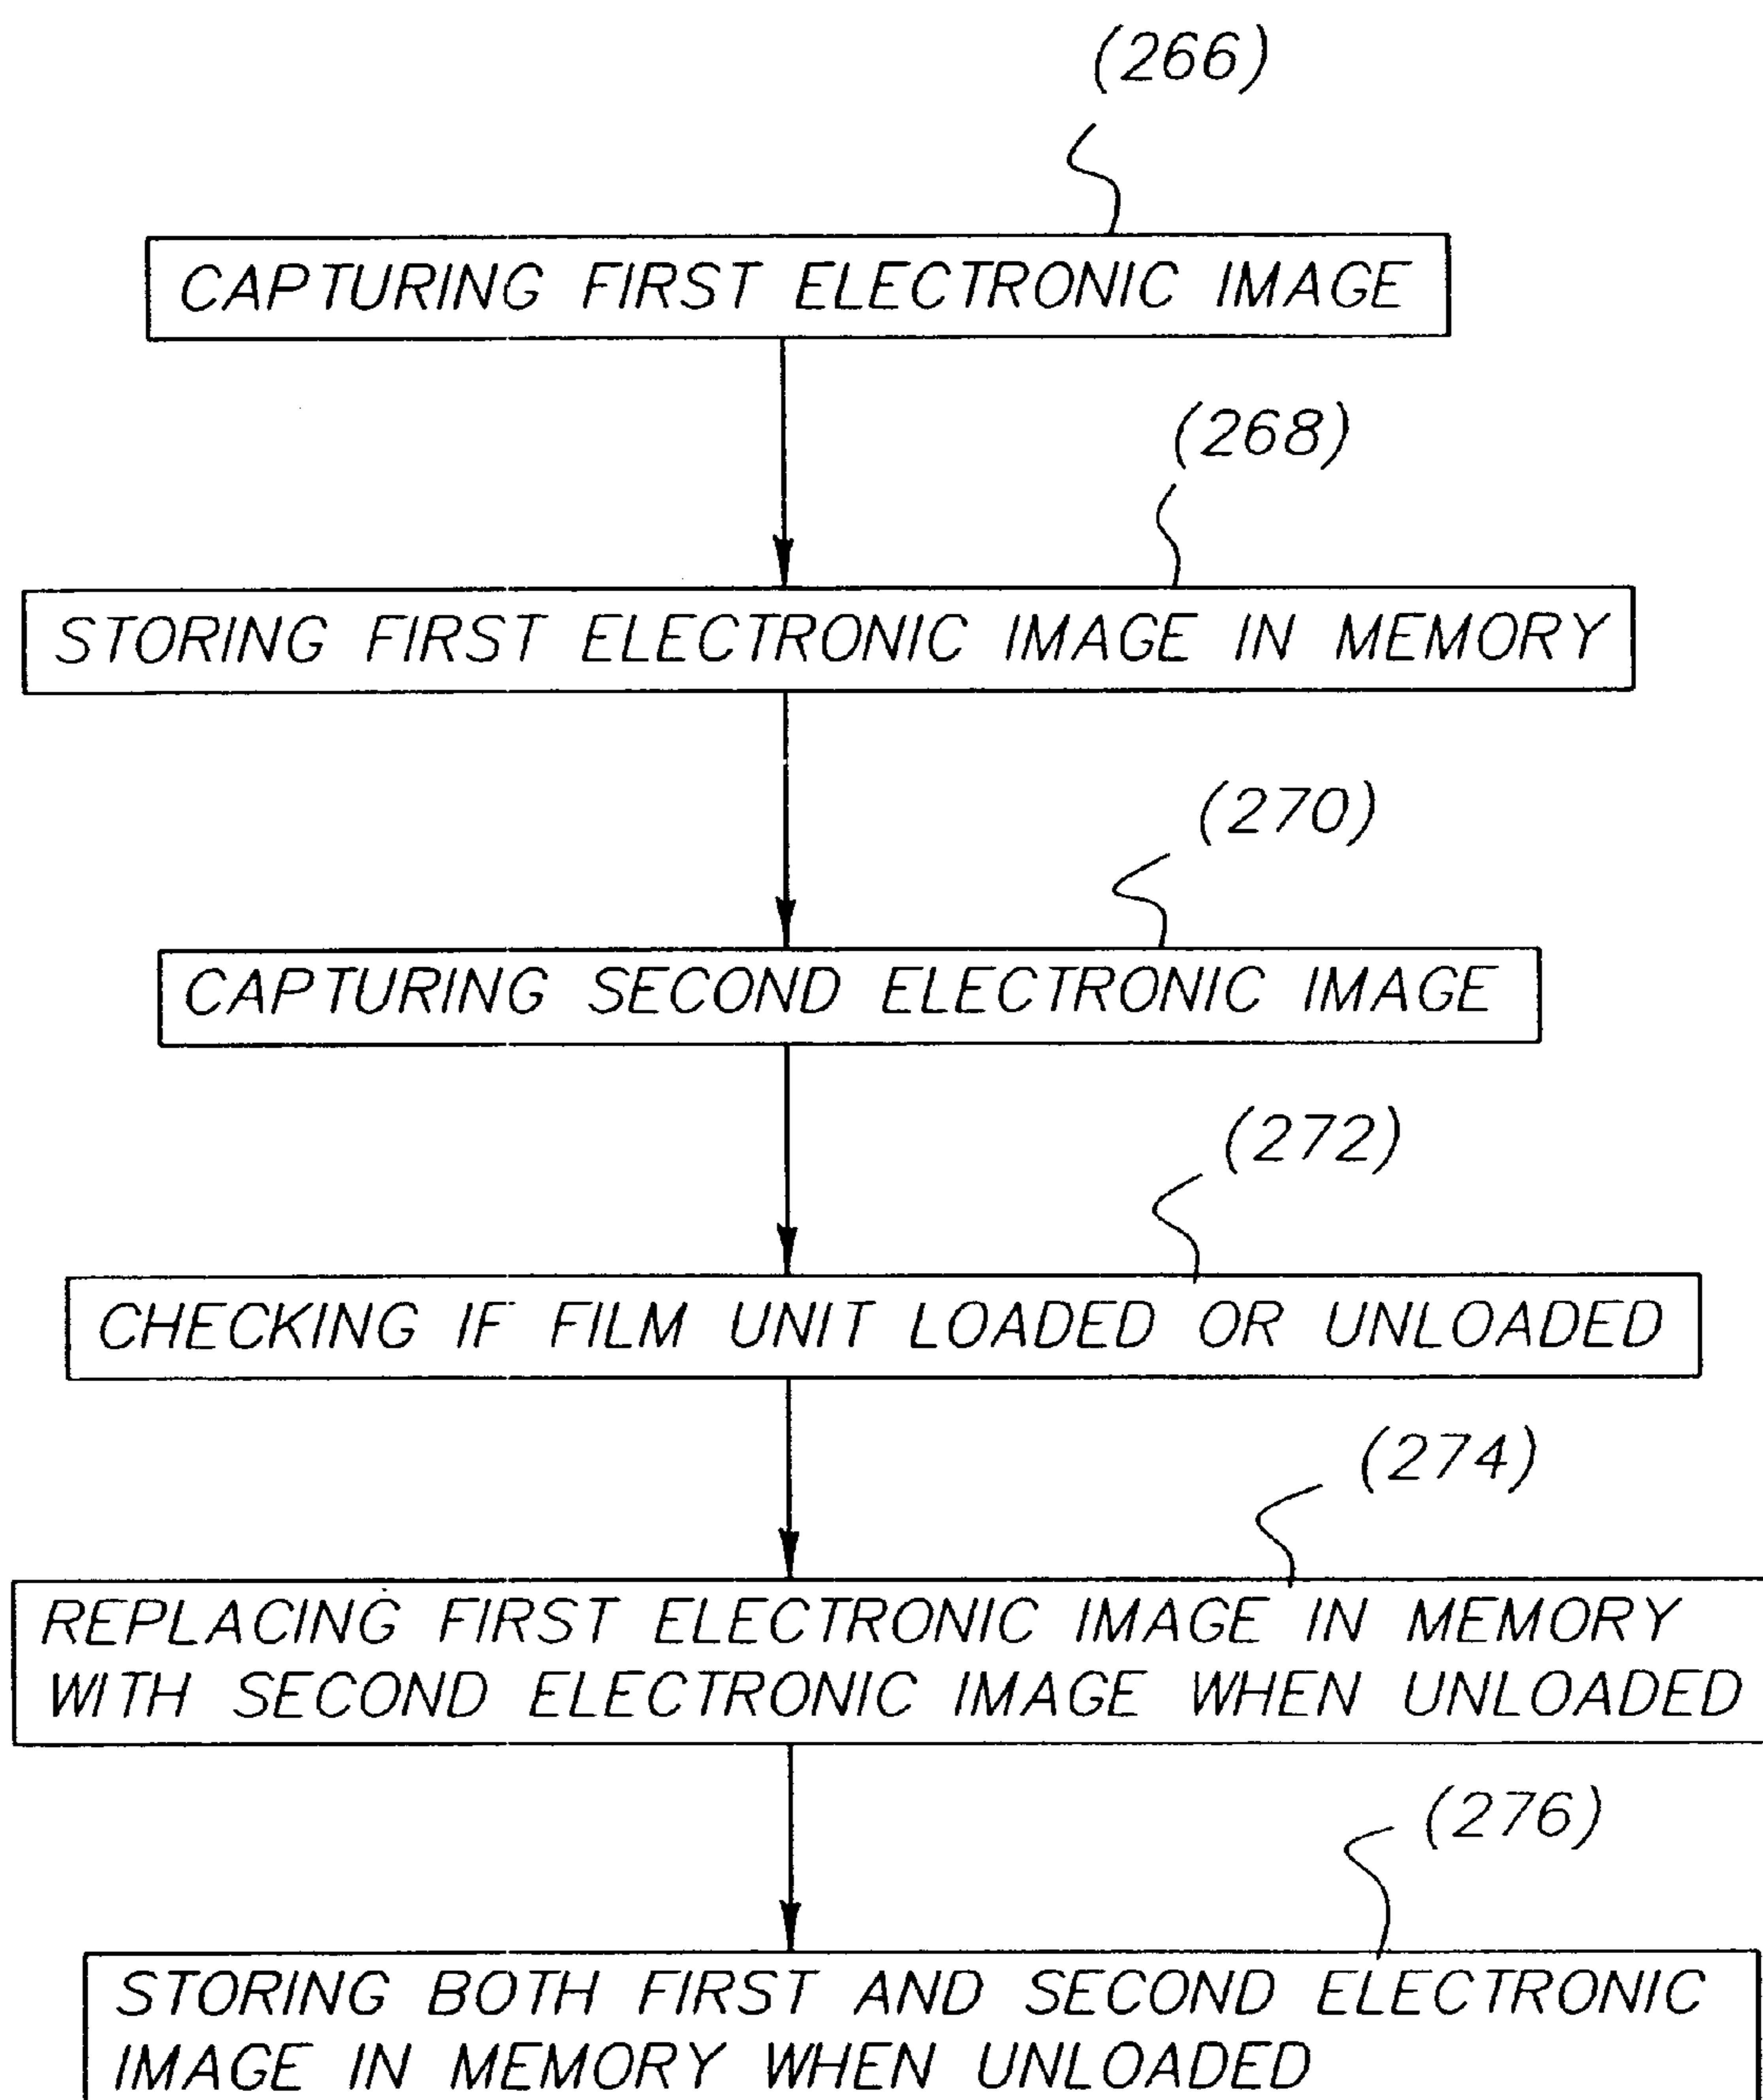 (266)
CAPTURING FIRST ELECTRONIC IMAGE
(268)
STORING FIRST ELECTRONIC IMAGE IN MEMORY
(270)
CAPTURING SECOND ELECTRONIC IMAGE
(272)
CHECKING IF FILM UNIT LOADED OR UNLOADED
(274)
REPLACING FIRST ELECTRONIC IMAGE IN MEMORY
WITH SECOND ELECTRONIC IMAGE WHEN UNLOADED
(276)
STORING BOTH FIRST AND SECOND ELECTRONIC
IMAGE IN MEMORY WHEN UNLOADED